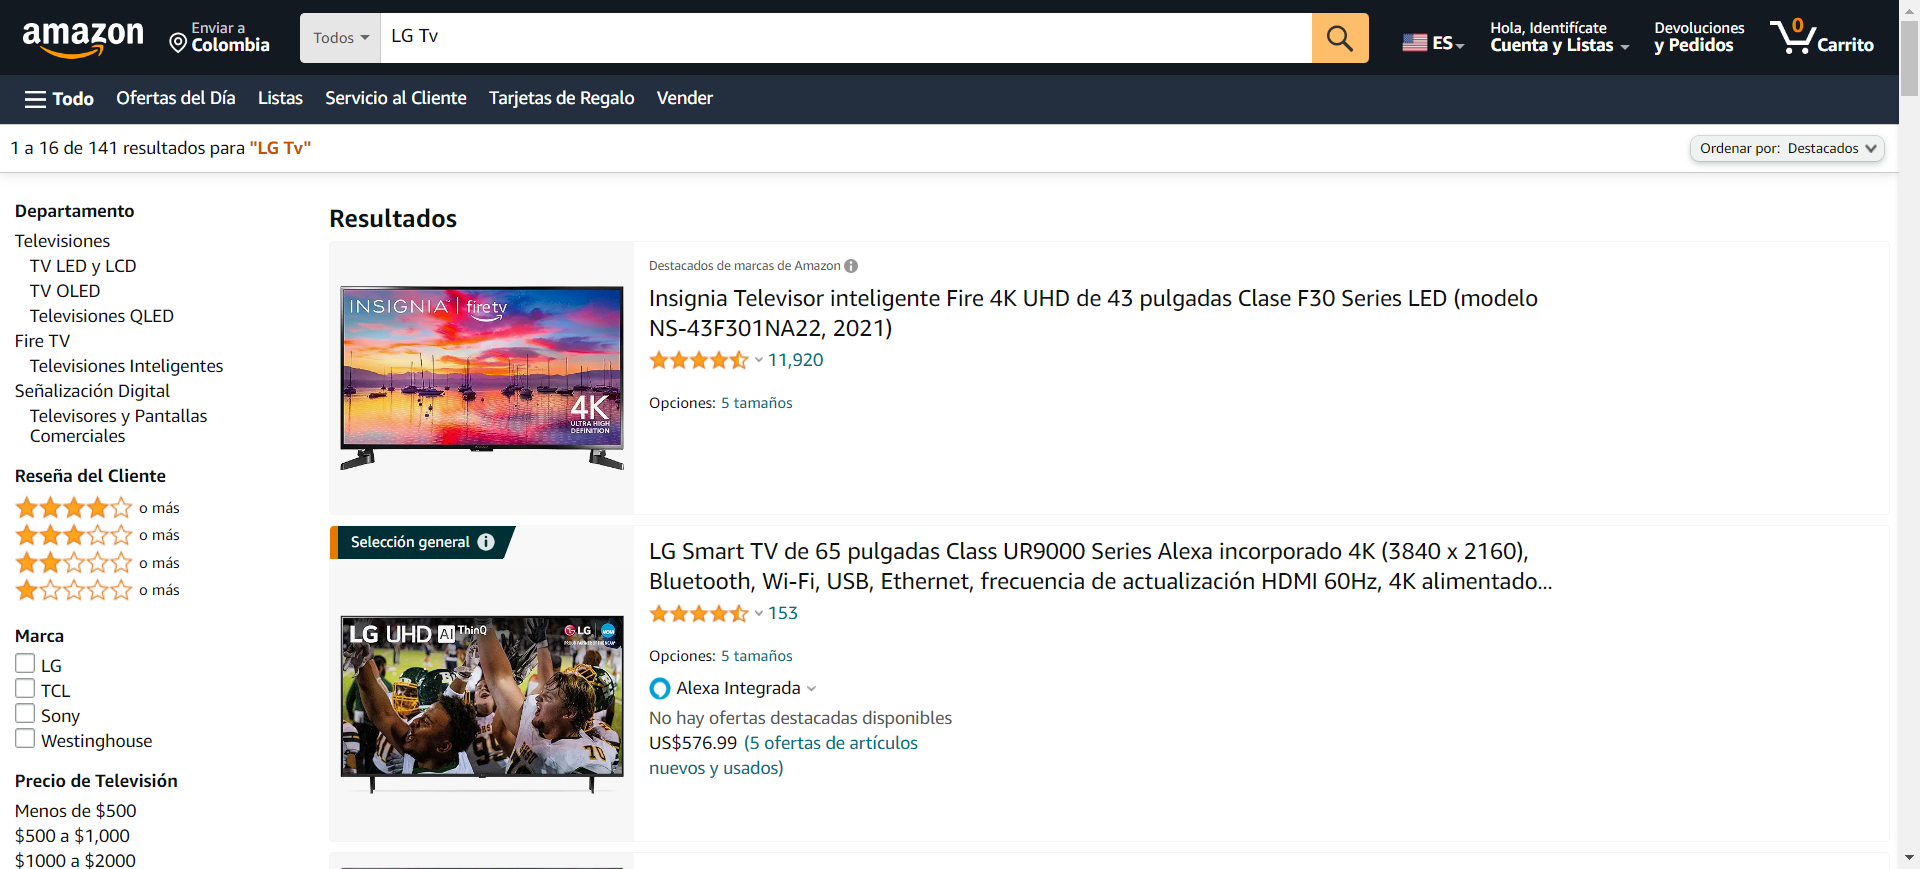 amazon
Enviar a
Colombia
Todos
LG Tv
ES
Hola, Identifícate
Cuenta y Listas
Devoluciones
y Pedidos
0
Carrito
Todo
Ofertas del Día
Listas
Servicio al Cliente
Tarjetas de Regalo
Vender
1 a 16 de 141 resultados para "LG Tv"
Ordenar por: Destacados
Departamento
Televisiones
TV LED y LCD
TV OLED
Televisiones QLED
Fire TV
Televisiones Inteligentes
Señalización Digital
Televisores y Pantallas
Comerciales
Reseña del Cliente
o más
o más
o más
o más
Marca
LG
TCL
Sony
Westinghouse
Precio de Televisión
Menos de $500
$500 a $1,000
$1000 a $2000
Resultados
INSIGNIA fire tv
4K
ULTRA HIGH
DEFINITION
Destacados de marcas de Amazon
Insignia Televisor inteligente Fire 4K UHD de 43 pulgadas Clase F30 Series LED (modelo
NS-43F301NA22, 2021)
11,920
Opciones: 5 tamaños
Selección general
LG UHD AI ThinQ
LG
LG Smart TV de 65 pulgadas Class UR9000 Series Alexa incorporado 4K (3840 x 2160),
Bluetooth, Wi-Fi, USB, Ethernet, frecuencia de actualización HDMI 60Hz, 4K alimentado...
153
Opciones: 5 tamaños
Alexa Integrada
No hay ofertas destacadas disponibles
US$576.99 (5 ofertas de artículos
nuevos y usados)